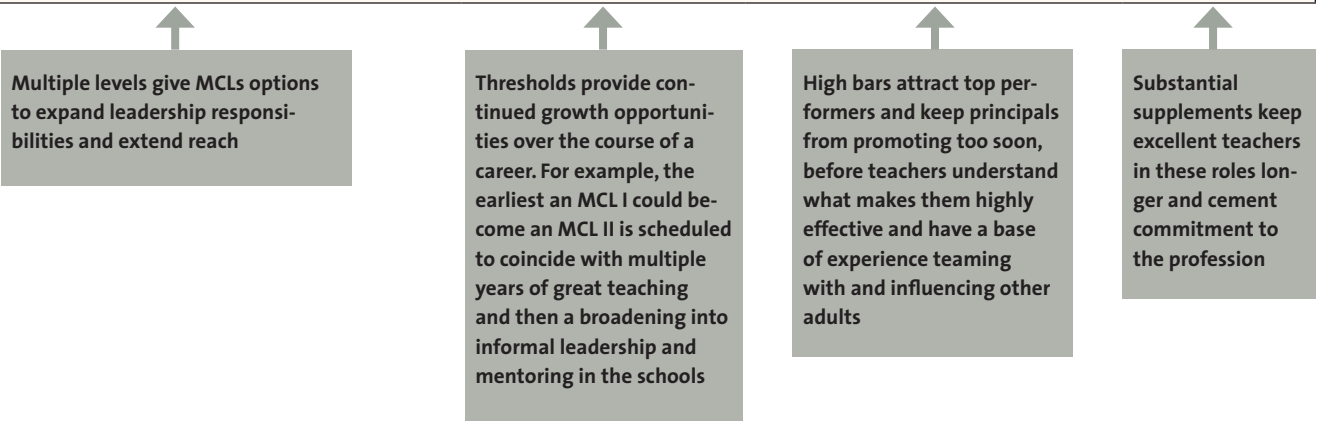 Multiple levels give MCLs options
to expand leadership responsi-
bilities and extend reach
Thresholds provide con-
tinued growth opportuni-
ties over the course of a
career. For example, the
earliest an MCL I could be-
come an MCL II is scheduled
to coincide with multiple
years of great teaching
and then a broadening into
informal leadership and
mentoring in the schools
High bars attract top per-
formers and keep principals
from promoting too soon,
before teachers understand
what makes them highly
effective and have a base
of experience teaming
with and influencing other
adults
Substantial
supplements keep
excellent teachers
in these roles lon-
ger and cement
commitment to
the profession